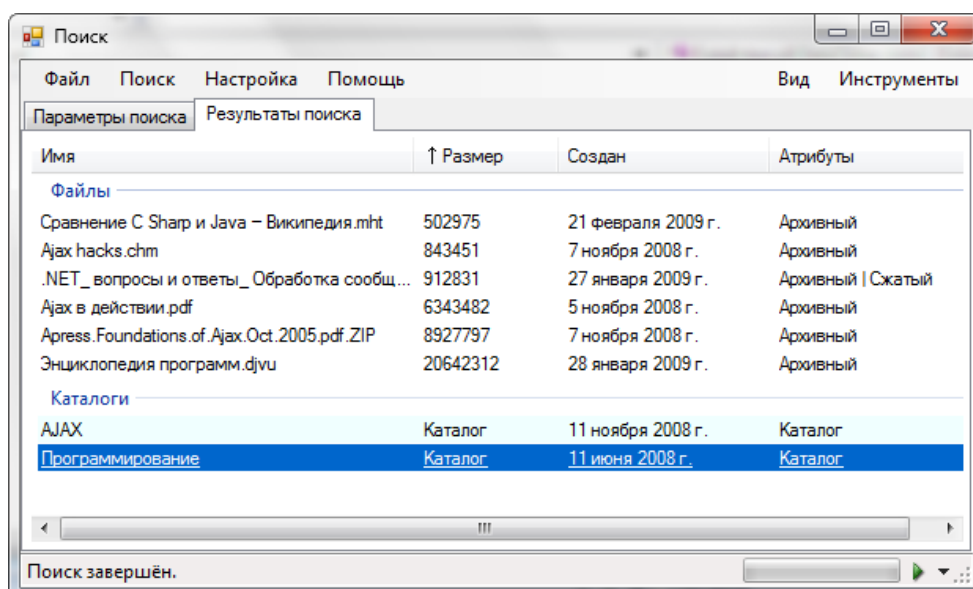 Поиск
Файл Поиск Настройка Помощь Вид Инструменты
Параметры поиска Результаты поиска
Имя ↑ Размер Создан Атрибуты
Файлы
Сравнение C Sharp и Java – Википедия.mht 502975 21 февраля 2009 г. Архивный
Ajax hacks.chm 843451 7 ноября 2008 г. Архивный
.NET_ вопросы и ответы_ Обработка сообщ... 912831 27 января 2009 г. Архивный | Сжатый
Ajax в действии.pdf 6343482 5 ноября 2008 г. Архивный
Apress.Foundations.of.Ajax.Oct.2005.pdf.ZIP 8927797 7 ноября 2008 г. Архивный
Энциклопедия программ.djvu 20642312 28 января 2009 г. Архивный
Каталоги
AJAX Каталог 11 ноября 2008 г. Каталог
Программирование Каталог 11 июня 2008 г. Каталог
Поиск завершён.